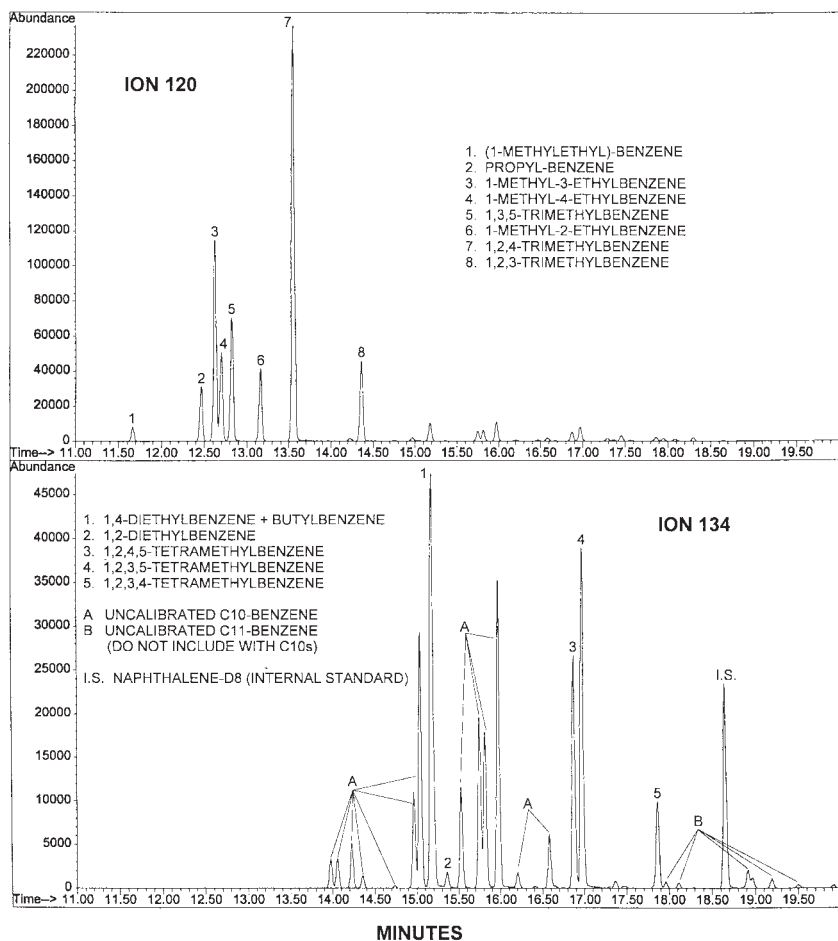 Abundance
7
220000
ION 120
200000
180000
1. (1-METHYLETHYL)-BENZENE
2. PROPYL-BENZENE
3. 1-METHYL-3-ETHYLBENZENE
4. 1-METHYL-4-ETHYLBENZENE
5. 1,3,5-TRIMETHYLBENZENE
6. 1-METHYL-2-ETHYLBENZENE
7. 1,2,4-TRIMETHYLBENZENE
8. 1,2,3-TRIMETHYLBENZENE
160000
140000
120000
3
100000
80000
5
60000
4
8
6
40000
2
20000
1
0
Time--> 11.00 11.50 12.00 12.50 13.00 13.50 14.00 14.50 15.00 15.50 16.00 16.50 17.00 17.50 18.00 18.50 19.00 19.50
Abundance
1
45000
1. 1,4-DIETHYLBENZENE + BUTYLBENZENE
2. 1,2-DIETHYLBENZENE
3. 1,2,4,5-TETRAMETHYLBENZENE
4. 1,2,3,5-TETRAMETHYLBENZENE
5. 1,2,3,4-TETRAMETHYLBENZENE
ION 134
4
40000
35000
A UNCALIBRATED C10-BENZENE
B UNCALIBRATED C11-BENZENE
(DO NOT INCLUDE WITH C10s)
30000
A
3
I.S. NAPHTHALENE-D8 (INTERNAL STANDARD)
I.S.
25000
20000
15000
A
A
5
10000
B
5000
2
0
Time--> 11.00 11.50 12.00 12.50 13.00 13.50 14.00 14.50 15.00 15.50 16.00 16.50 17.00 17.50 18.00 18.50 19.00 19.50
MINUTES